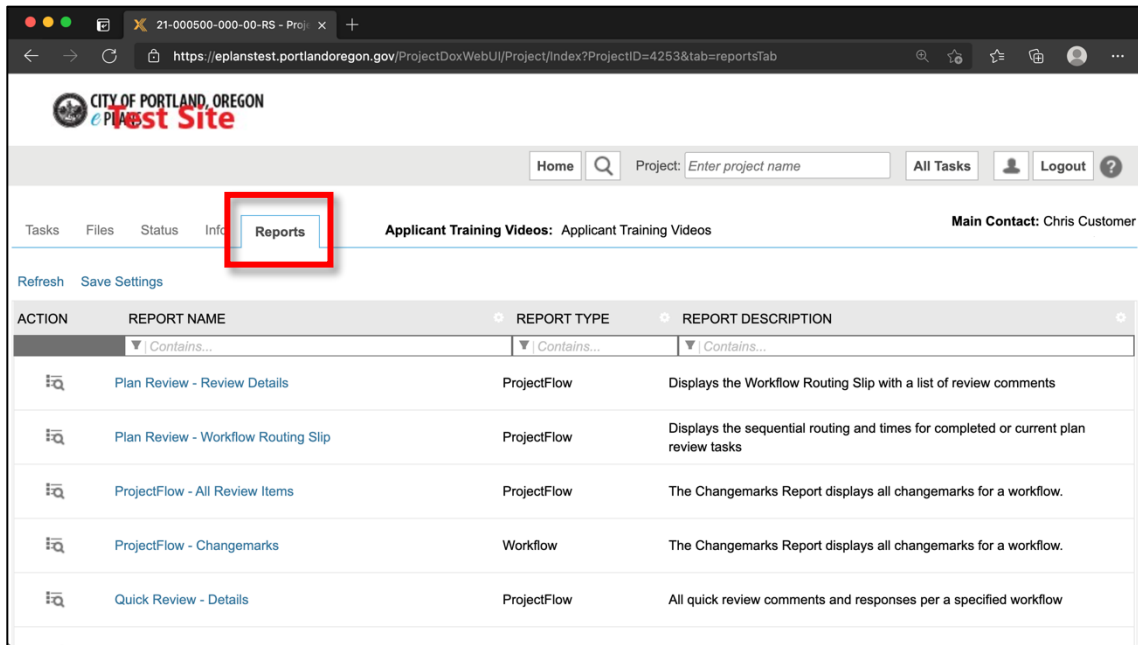 21-000500-000-00-RS - Proj
https://eplanstest.portlandoregon.gov/ProjectDoxWebUI/Project/Index?ProjectID=4253&tab=reportsTab
CITY OF PORTLAND, OREGON
e PLANS
Test Site
Home Project: Enter project name All Tasks Logout ?
Tasks Files Status Info Reports Applicant Training Videos: Applicant Training Videos Main Contact: Chris Customer
Refresh Save Settings
ACTION REPORT NAME REPORT TYPE REPORT DESCRIPTION
Contains... Contains... Contains...
Plan Review - Review Details ProjectFlow Displays the Workflow Routing Slip with a list of review comments
Plan Review - Workflow Routing Slip ProjectFlow Displays the sequential routing and times for completed or current plan
review tasks
ProjectFlow - All Review Items ProjectFlow The Changemarks Report displays all changemarks for a workflow.
ProjectFlow - Changemarks Workflow The Changemarks Report displays all changemarks for a workflow.
Quick Review - Details ProjectFlow All quick review comments and responses per a specified workflow